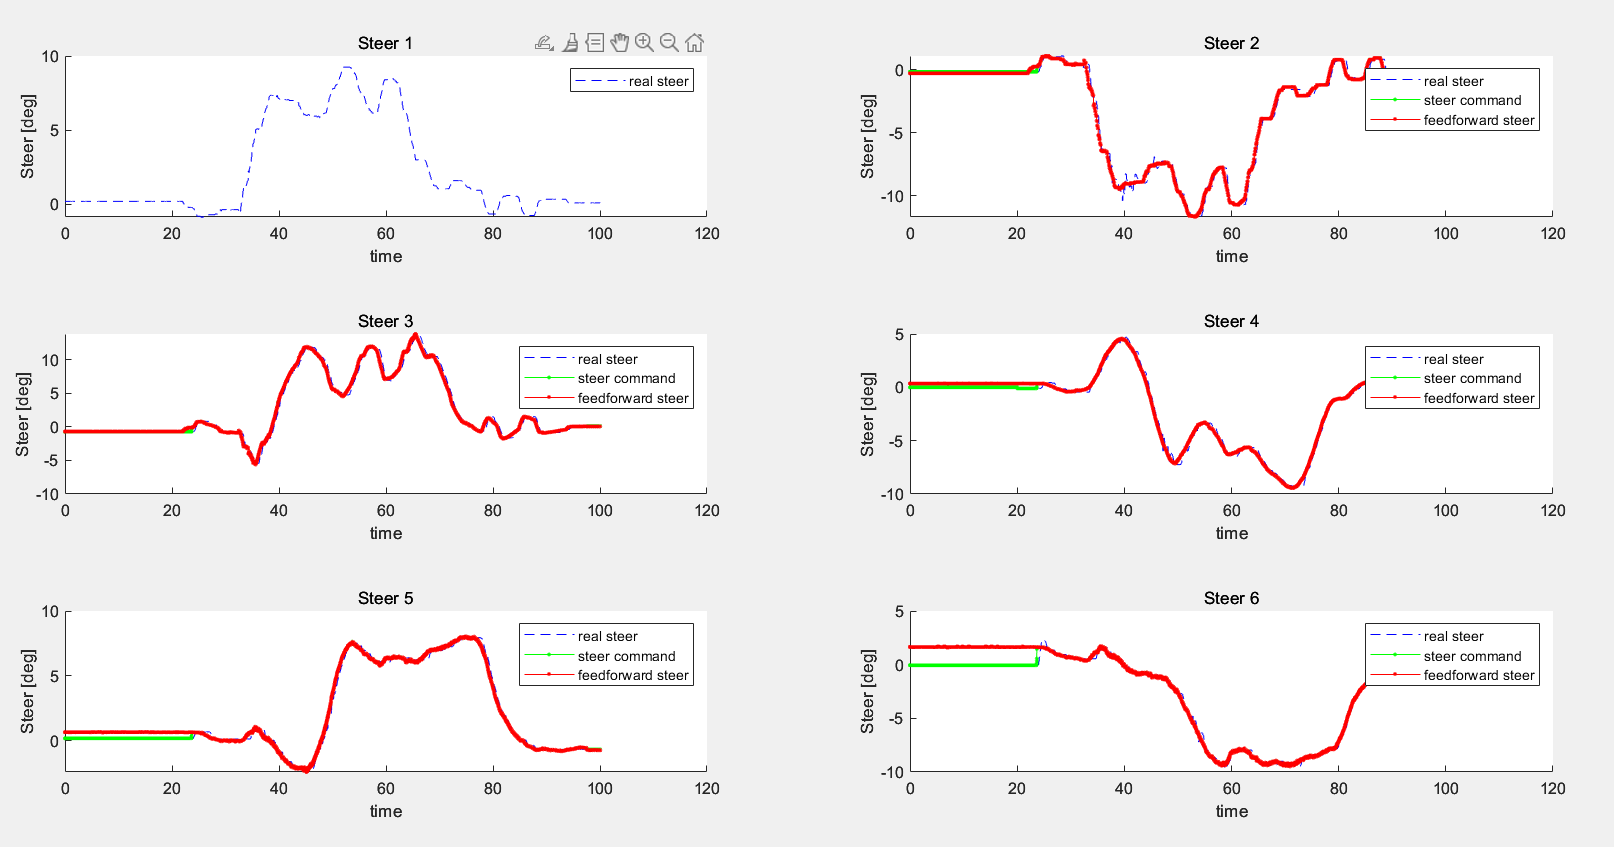 Steer 1
Steer [deg]
10
5
0
real steer
0 20 40 60 80 100 120
time
Steer 2
Steer [deg]
0
-5
-10
real steer
steer command
feedforward steer
0 20 40 60 80 100 120
time
Steer 3
Steer [deg]
10
5
0
-5
-10
real steer
steer command
feedforward steer
0 20 40 60 80 100 120
time
Steer 4
Steer [deg]
5
0
-5
-10
real steer
steer command
feedforward steer
0 20 40 60 80 100 120
time
Steer 5
Steer [deg]
10
5
0
real steer
steer command
feedforward steer
0 20 40 60 80 100 120
time
Steer 6
Steer [deg]
5
0
-5
-10
real steer
steer command
feedforward steer
0 20 40 60 80 100 120
time